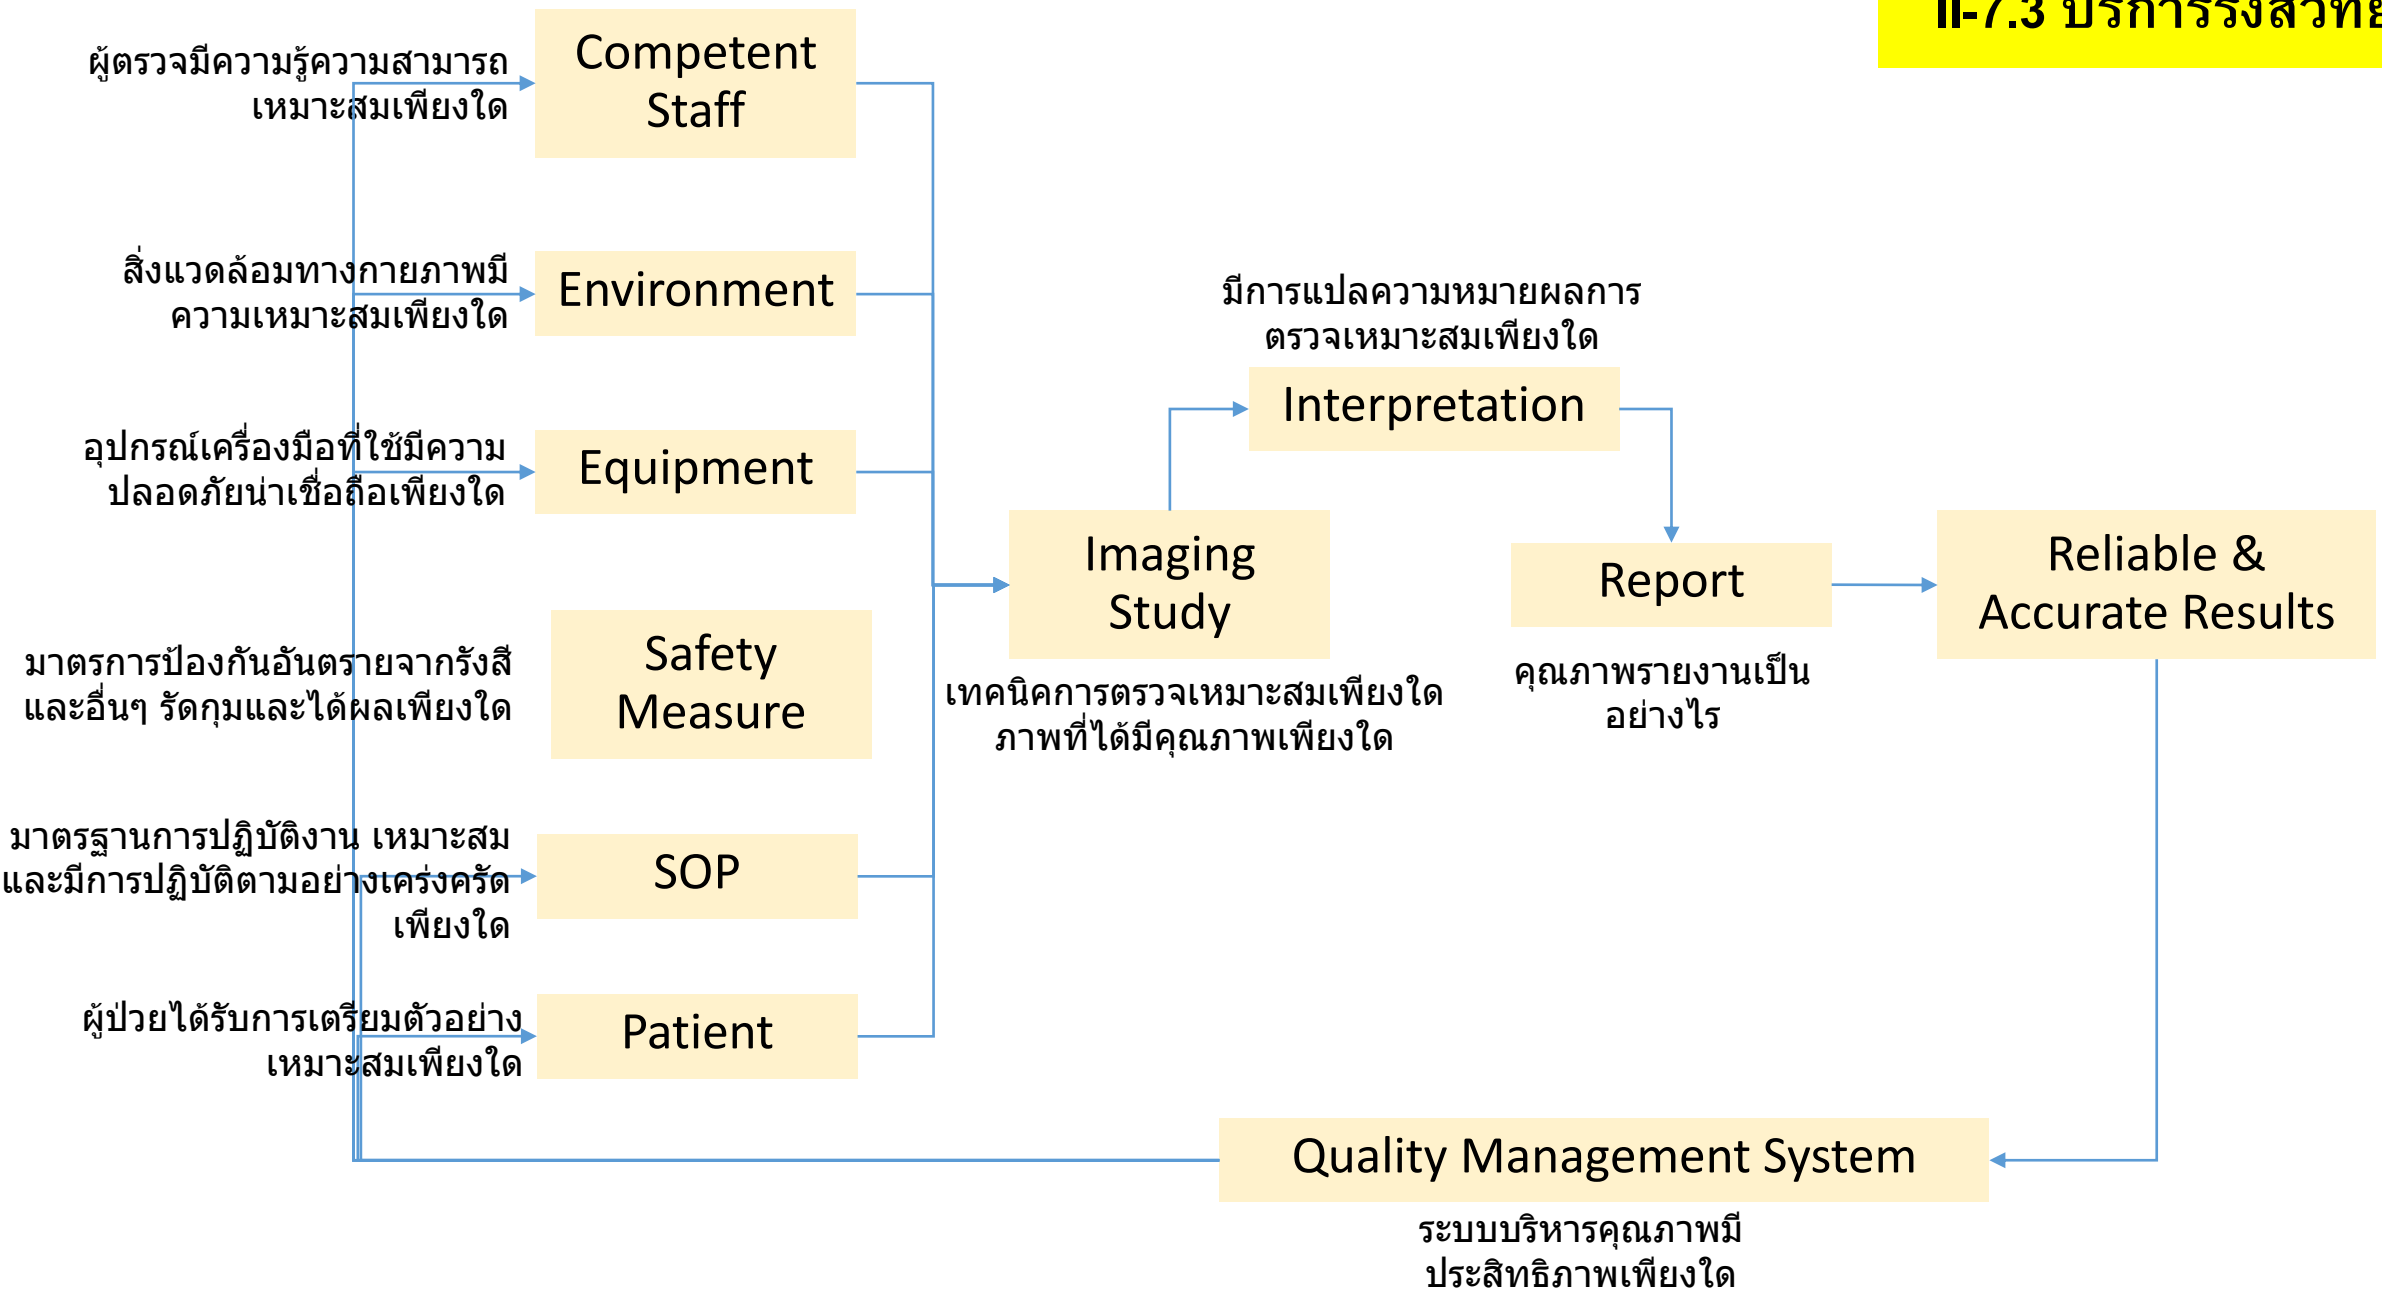 II-7.3 บริการรังสีวิทย
ผู้ตรวจมีความรู้ความสามารถ
เหมาะสมเพียงใด
Competent
Staff
สิ่งแวดล้อมทางกายภาพมี
ความเหมาะสมเพียงใด
Environment
มีการแปลความหมายผลการ
ตรวจเหมาะสมเพียงใด
Interpretation
อุปกรณ์เครื่องมือที่ใช้มีความ
ปลอดภัยน่าเชื่อถือเพียงใด
Equipment
Imaging
Study
เทคนิคการตรวจเหมาะสมเพียงใด
ภาพที่ได้มีคุณภาพเพียงใด
Report
คุณภาพรายงานเป็น
อย่างไร
Reliable &
Accurate Results
มาตรการป้องกันอันตรายจากรังสี
และอื่นๆ รัดกุมและได้ผลเพียงใด
Safety
Measure
มาตรฐานการปฏิบัติงาน เหมาะสม
และมีการปฏิบัติตามอย่างเคร่งครัด
เพียงใด
SOP
ผู้ป่วยได้รับการเตรียมตัวอย่าง
เหมาะสมเพียงใด
Patient
Quality Management System
ระบบบริหารคุณภาพมี
ประสิทธิภาพเพียงใด